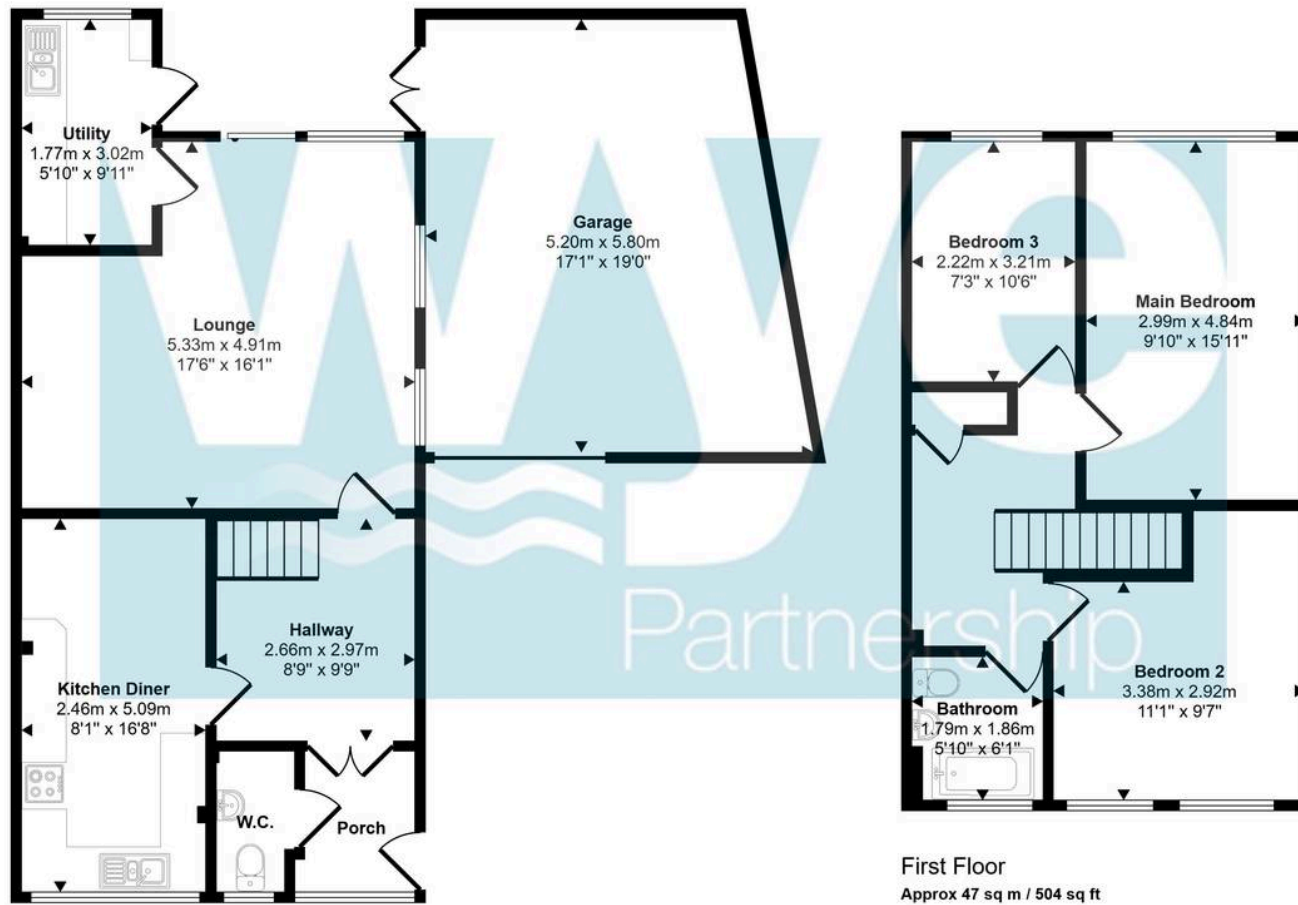 Utility
1.77m x 3.02m
5'10" x 9'11"
Lounge
5.33m x 4.91m
17'6" x 16'1"
Garage
5.20m x 5.80m
17'1" x 19'0"
Kitchen Diner
2.46m x 5.09m
8'1" x 16'8"
Hallway
2.66m x 2.97m
8'9" x 9'9"
W.C.
Porch
Bedroom 3
2.22m x 3.21m
7'3" x 10'6"
Main Bedroom
2.99m x 4.84m
9'10" x 15'11"
Bathroom
1.79m x 1.86m
5'10" x 6'1"
Bedroom 2
3.38m x 2.92m
11'1" x 9'7"
First Floor
Approx 47 sq m / 504 sq ft
wave
Partnership